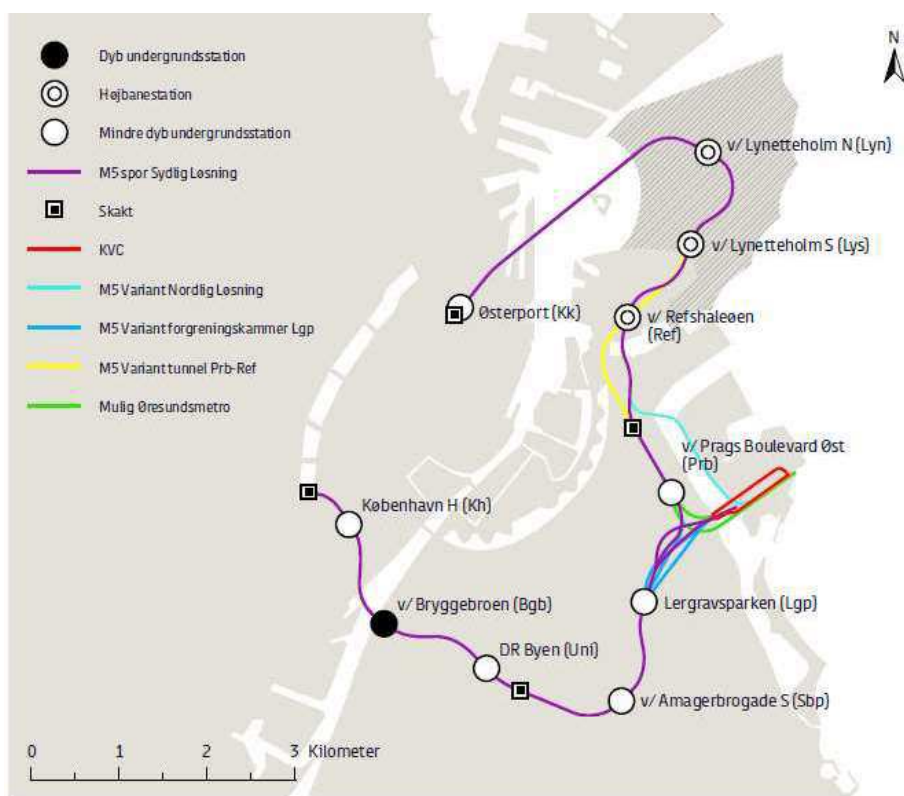 Dyb undergrundsstation
Højbanestation
Mindre dyb undergrundsstation
M5 spor Sydlig Løsning
Skakt
KVC
M5 Variant Nordlig Løsning
M5 Variant forgreningskammer Lgp
M5 Variant tunnel Prb-Ref
Mulig Øresundsmetro
N
v/ Lynetteholm N (Lyn)
v/ Lynetteholm S (Lys)
Østerport (Kk)
v/ Refshaleøen
(Ref)
v/ Prags Boulevard Øst
(Prb)
København H (Kh)
v/ Bryggebroen (Bgb)
Lergravsparken (Lgp)
DR Byen (Uni)
v/ Amagerbrogade S (Sbp)
0 1 2 3 Kilometer